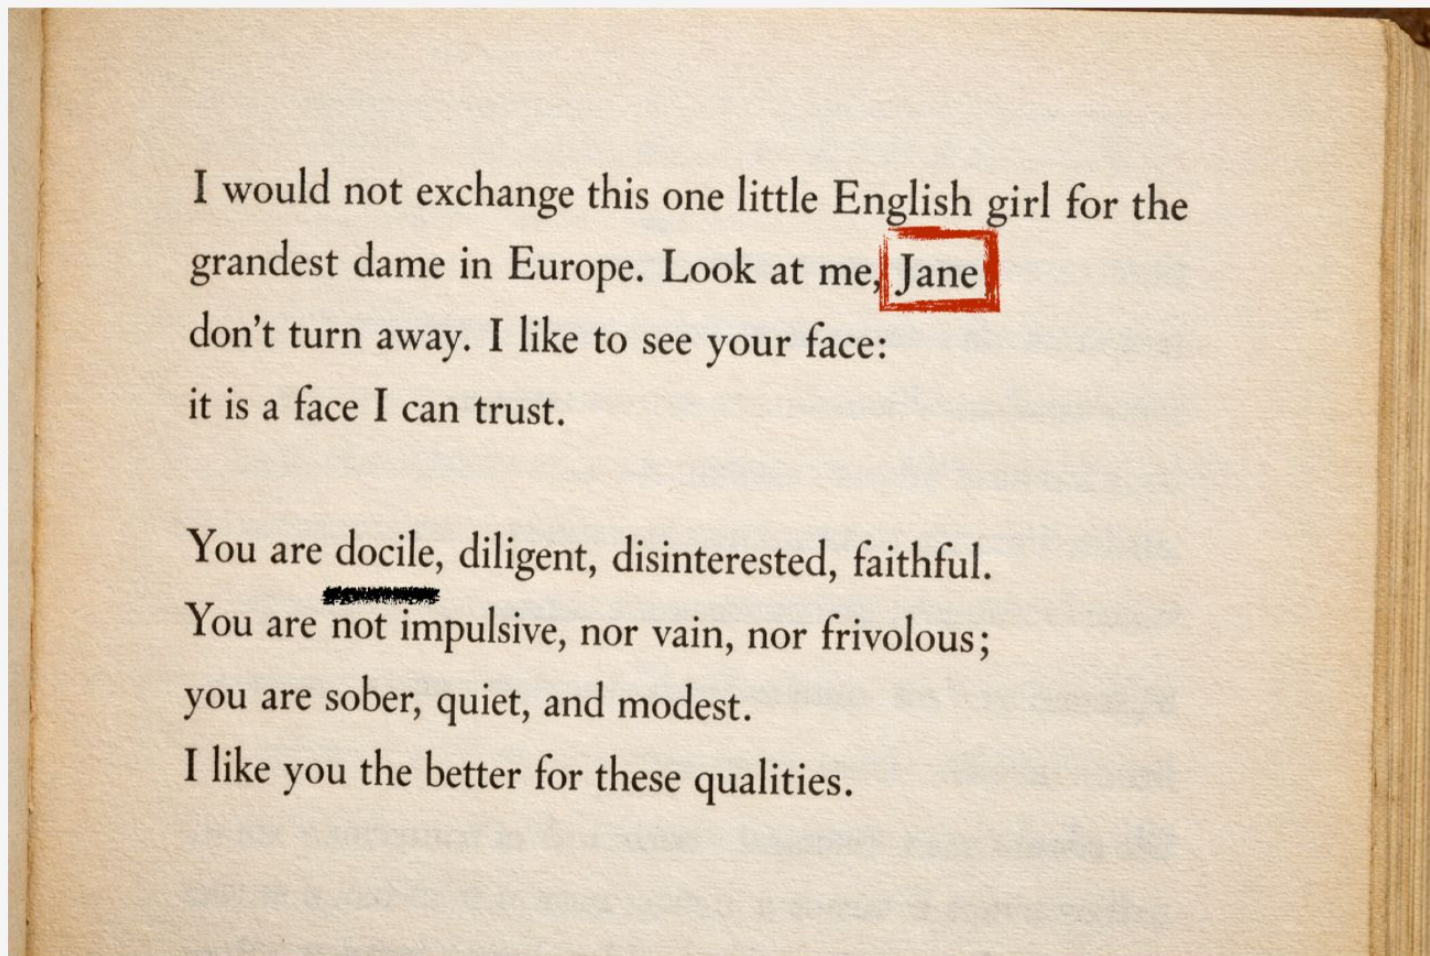 I would not exchange this one little English girl for the
grandest dame in Europe. Look at me, Jane
don't turn away. I like to see your face:
it is a face I can trust.
You are docile, diligent, disinterested, faithful.
You are not impulsive, nor vain, nor frivolous;
you are sober, quiet, and modest.
I like you the better for these qualities.